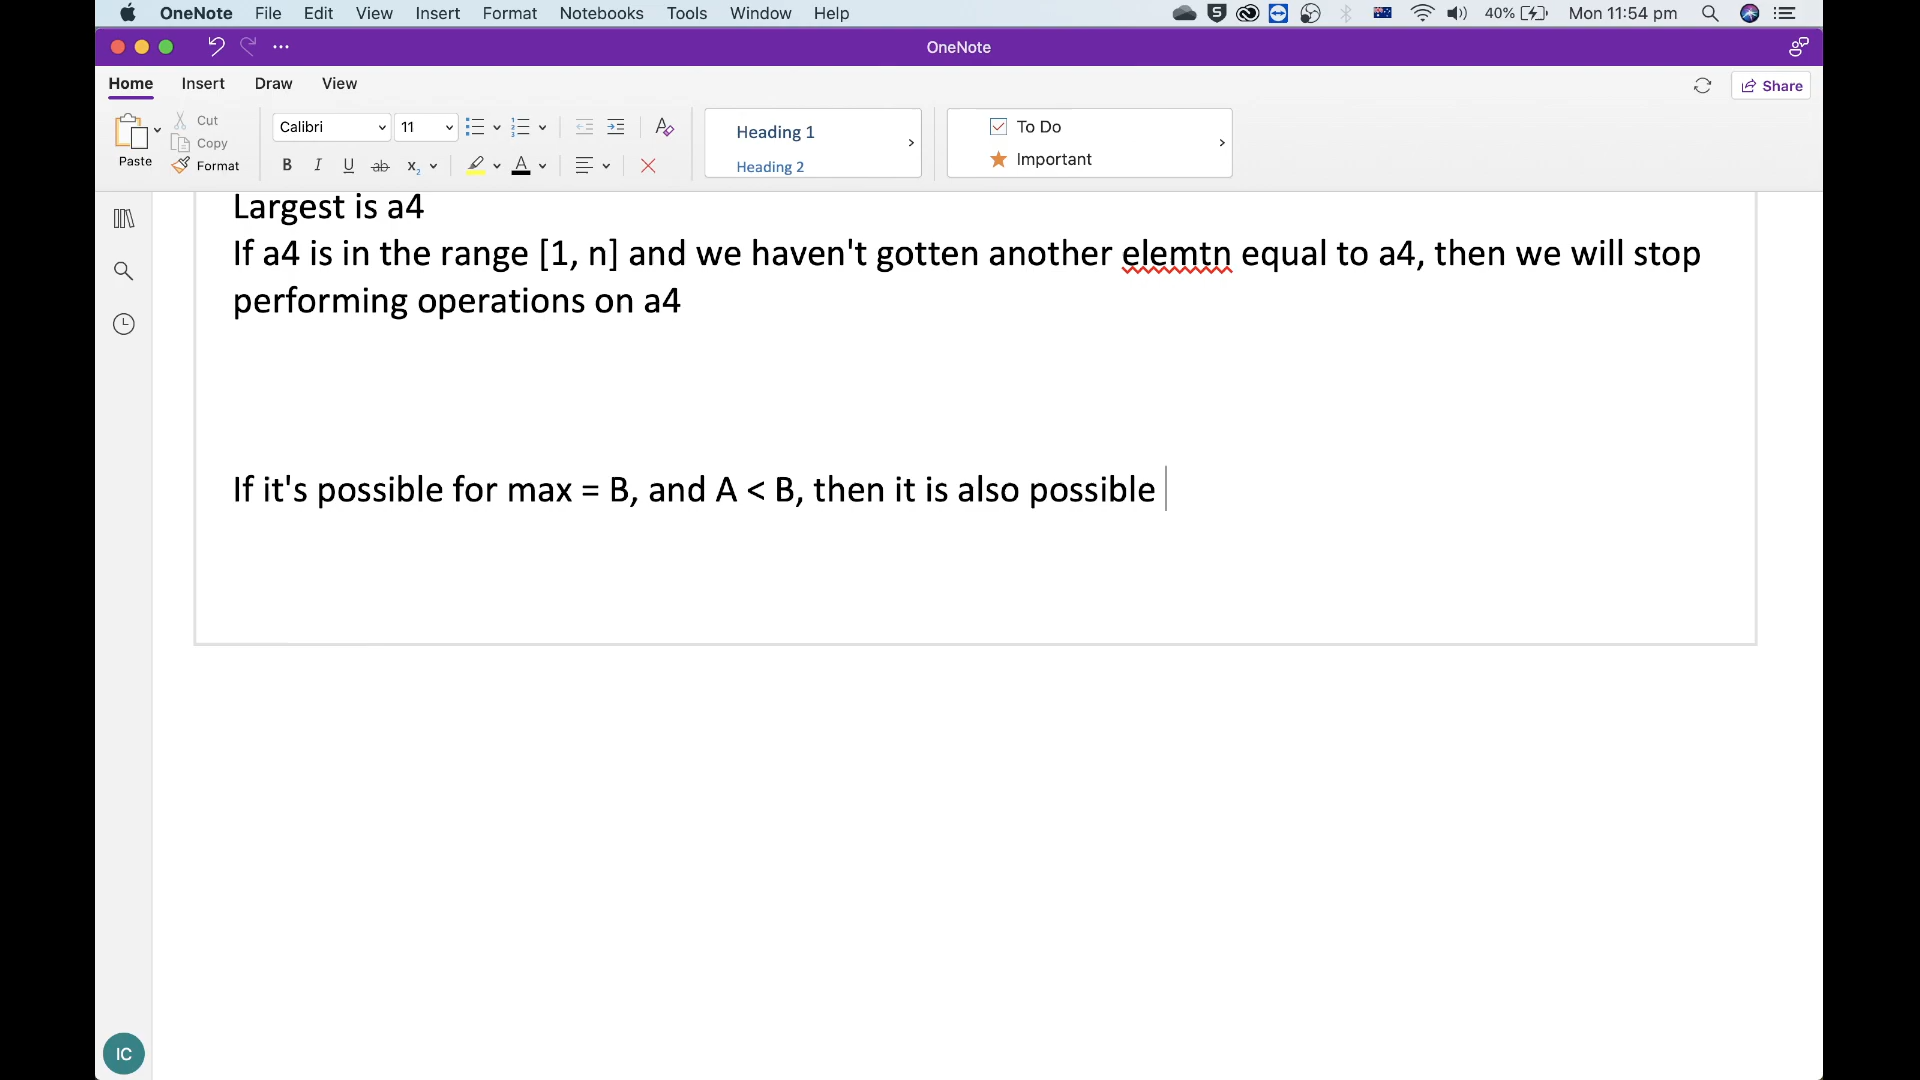 OneNote File Edit View Insert Format Notebooks Tools Window Help 40% Mon 11:54 pm
OneNote
Home Insert Draw View Share
Paste Cut Copy Format Calibri 11 B I U ab x₂ A Heading 1 Heading 2 To Do Important
Largest is a4
If a4 is in the range [1, n] and we haven't gotten another elemtn equal to a4, then we will stop
performing operations on a4
If it's possible for max = B, and A < B, then it is also possible
IC